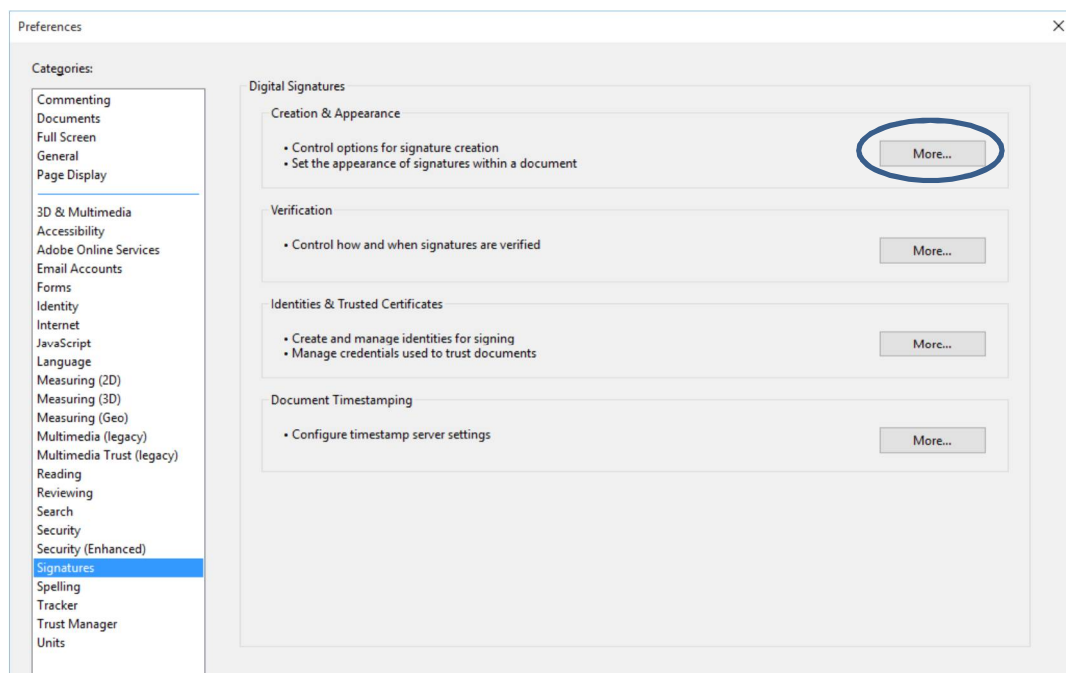 Preferences
Categories:
Commenting
Documents
Full Screen
General
Page Display
3D & Multimedia
Accessibility
Adobe Online Services
Email Accounts
Forms
Identity
Internet
JavaScript
Language
Measuring (2D)
Measuring (3D)
Measuring (Geo)
Multimedia (legacy)
Multimedia Trust (legacy)
Reading
Reviewing
Search
Security
Security (Enhanced)
Signatures
Spelling
Tracker
Trust Manager
Units
Digital Signatures
Creation & Appearance
• Control options for signature creation
• Set the appearance of signatures within a document
More...
Verification
• Control how and when signatures are verified
More...
Identities & Trusted Certificates
• Create and manage identities for signing
• Manage credentials used to trust documents
More...
Document Timestamping
• Configure timestamp server settings
More...